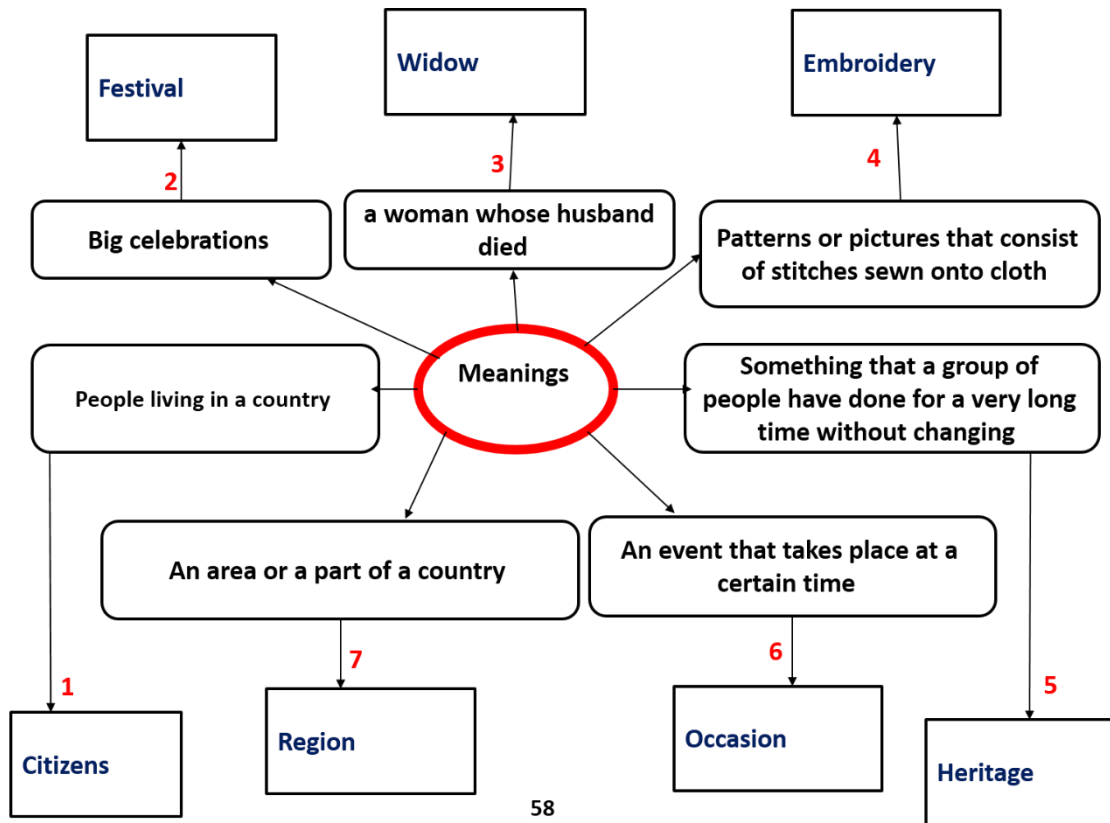 Festival
Widow
Embroidery
2
3
4
Big celebrations
a woman whose husband
died
Patterns or pictures that consist
of stitches sewn onto cloth
Meanings
People living in a country
Something that a group of
people have done for a very long
time without changing
An area or a part of a country
An event that takes place at a
certain time
1
7
6
5
Citizens
Region
Occasion
Heritage
58